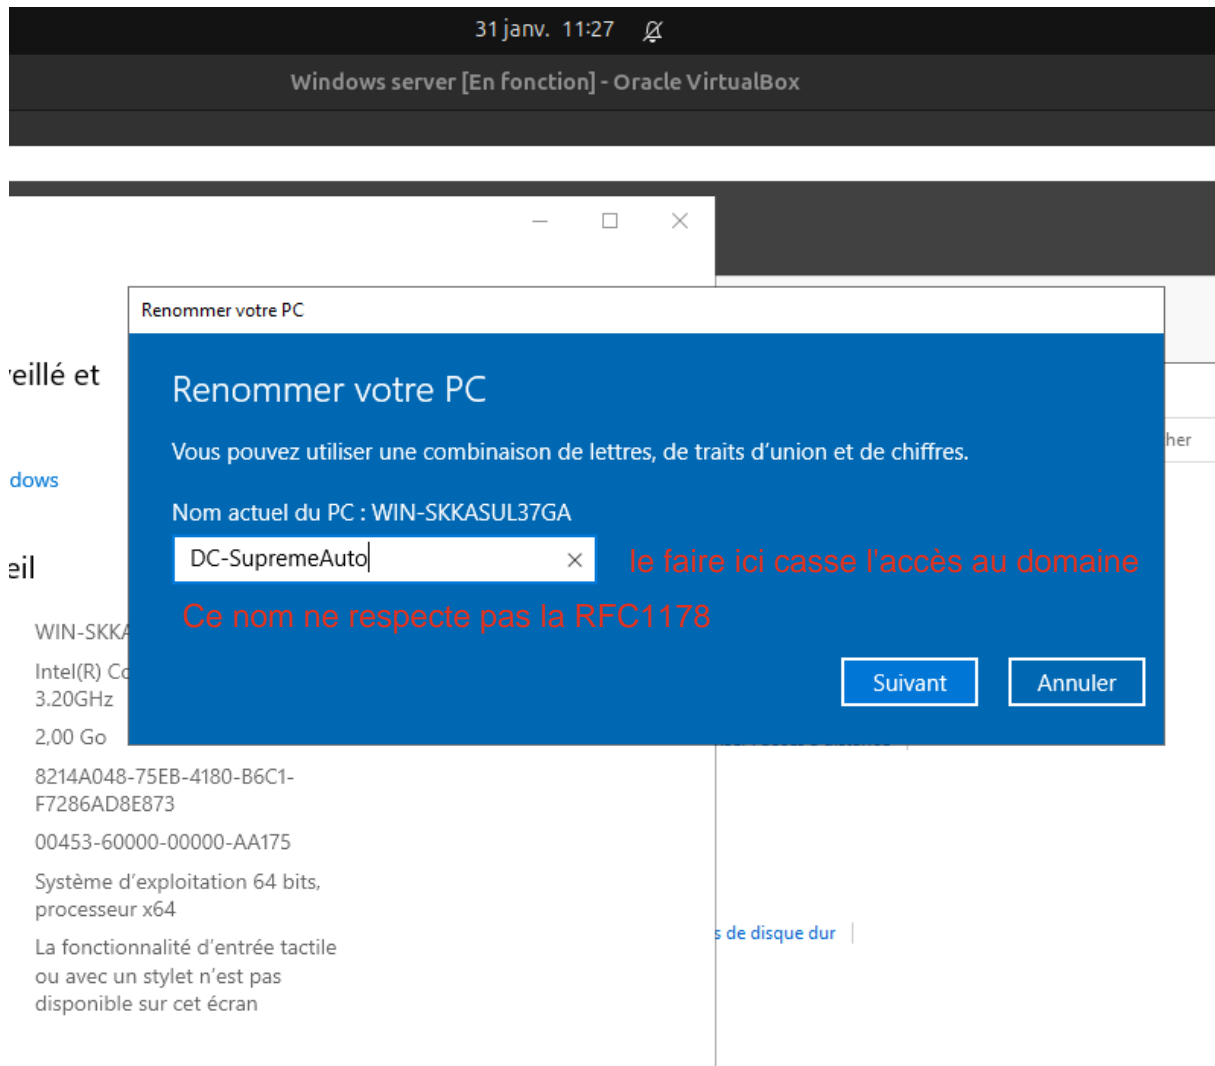 31 janv. 11:27
Windows server [En fonction] - Oracle VirtualBox
Renommer votre PC
eillé et
Renommer votre PC
Vous pouvez utiliser une combinaison de lettres, de traits d'union et de chiffres.
her
dows
Nom actuel du PC : WIN-SKKASUL37GA
DC-SupremeAuto
le faire ici casse l'accès au domaine
eil
Ce nom ne respecte pas la RFC1178
WIN-SKKA
Intel(R) Co
3.20GHz
Suivant
Annuler
2,00 Go
8214A048-75EB-4180-B6C1-
F7286AD8E873
00453-60000-00000-AA175
Système d'exploitation 64 bits,
processeur x64
s de disque dur
La fonctionnalité d'entrée tactile
ou avec un stylet n'est pas
disponible sur cet écran